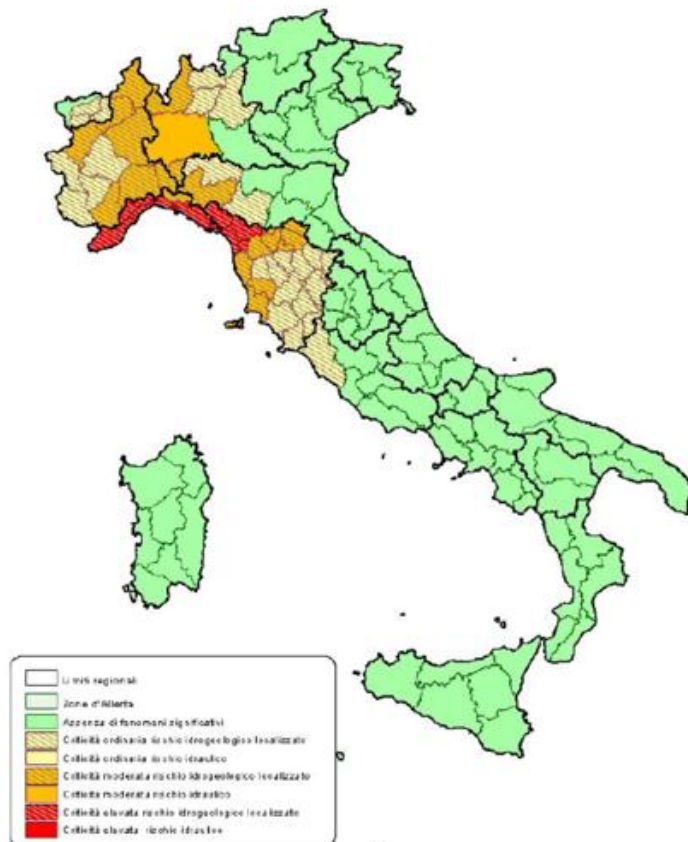 Limiti regionali
Zone d'Allerta
Assenza di fenomeni significativi
Criticità ordinaria rischio idrogeologico localizzato
Criticità ordinaria rischio idraulico
Criticità moderata rischio idrogeologico localizzato
Criticità moderata rischio idraulico
Criticità elevata rischio idrogeologico localizzato
Criticità elevata rischio idraulico